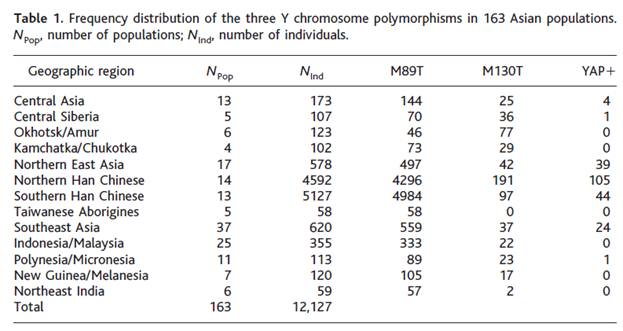 Table 1. Frequency distribution of the three Y chromosome polymorphisms in 163 Asian populations.
N Pop, number of populations; N Ind, number of individuals.
Geographic region N Pop N Ind M89T M130T YAP+
Central Asia 13 173 144 25 4
Central Siberia 5 107 70 36 1
Okhotsk/Amur 6 123 46 77 0
Kamchatka/Chukotka 4 102 73 29 0
Northern East Asia 17 578 497 42 39
Northern Han Chinese 14 4592 4296 191 105
Southern Han Chinese 13 5127 4984 97 44
Taiwanese Aborigines 5 58 58 0 0
Southeast Asia 37 620 559 37 24
Indonesia/Malaysia 25 355 333 22 0
Polynesia/Micronesia 11 113 89 23 1
New Guinea/Melanesia 7 120 105 17 0
Northeast India 6 59 57 2 0
Total 163 12,127